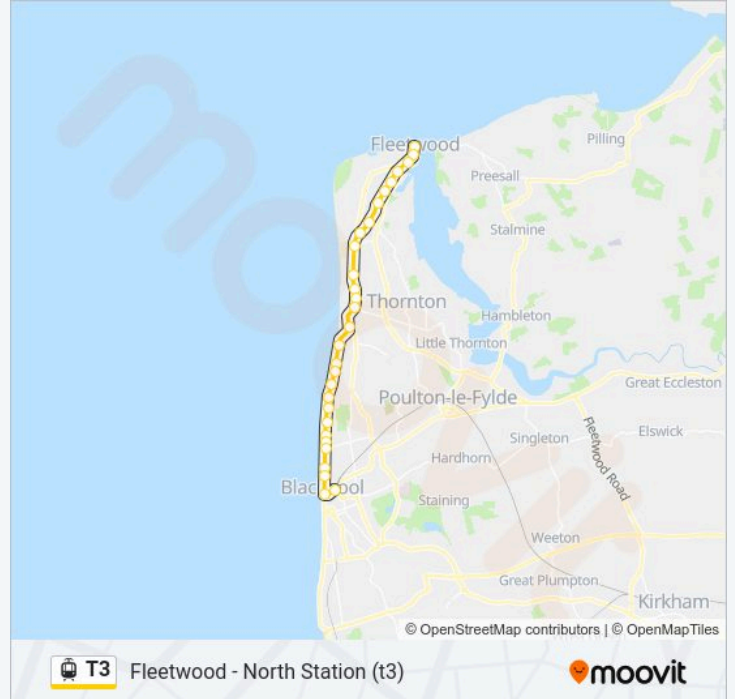 Fleetwood
Pilling
Preesall
Stalmine
Thornton
Hambleton
Little Thornton
Great Eccleston
Poulton-le-Fylde
Elswick
Singleton
Fleetwood Road
Hardhorn
Blackpool
Staining
Weeton
Great Plumpton
Kirkham
© OpenStreetMap contributors | © OpenMapTiles
T3 Fleetwood - North Station (t3) moovit